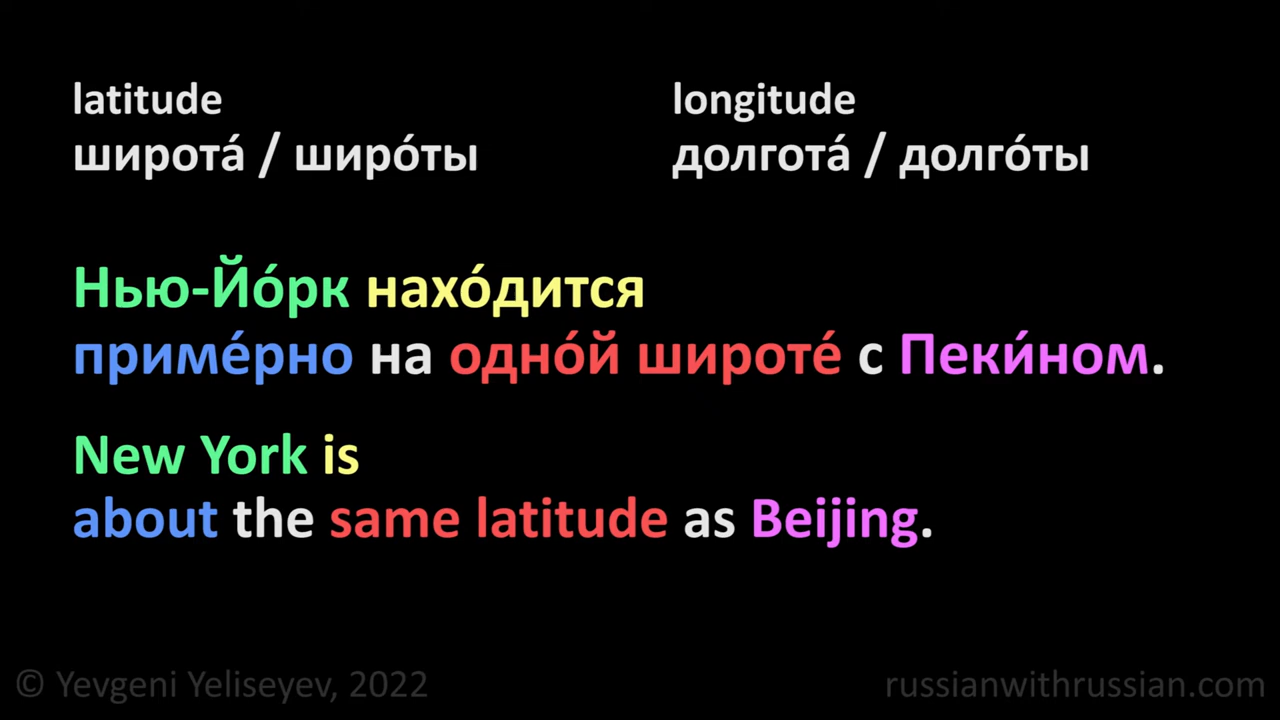 latitude
широта́ / широ́ты
longitude
долгота́ / долго́ты
Нью-Йо́рк нахо́дится
приме́рно на одно́й широте́ с Пеки́ном.
New York is
about the same latitude as Beijing.
© Yevgeni Yeliseyev, 2022
russianwithrussian.com